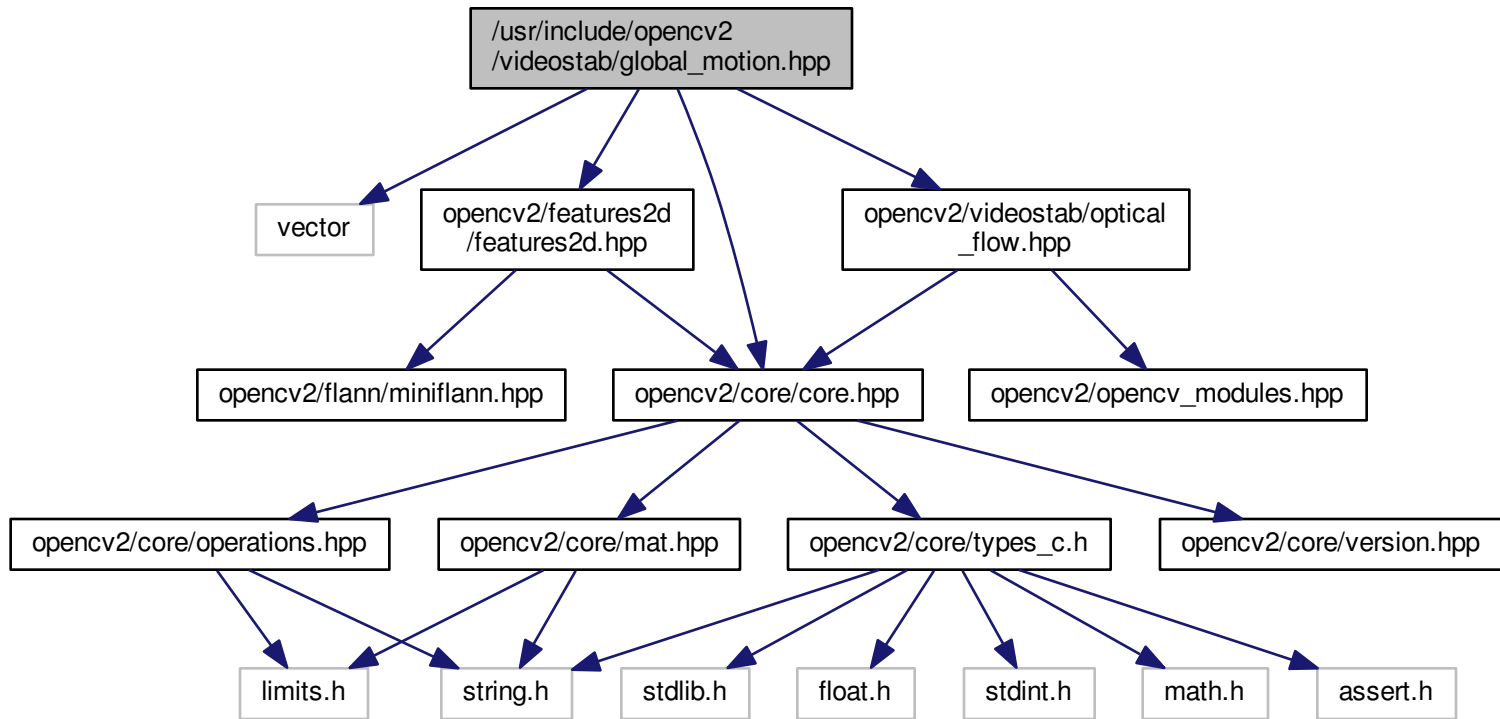 /usr/include/opencv2
/videostab/global_motion.hpp
vector
opencv2/features2d
/features2d.hpp
opencv2/videostab/optical
_flow.hpp
opencv2/flann/miniflann.hpp
opencv2/core/core.hpp
opencv2/opencv_modules.hpp
opencv2/core/operations.hpp
opencv2/core/mat.hpp
opencv2/core/types_c.h
opencv2/core/version.hpp
limits.h
string.h
stdlib.h
float.h
stdint.h
math.h
assert.h